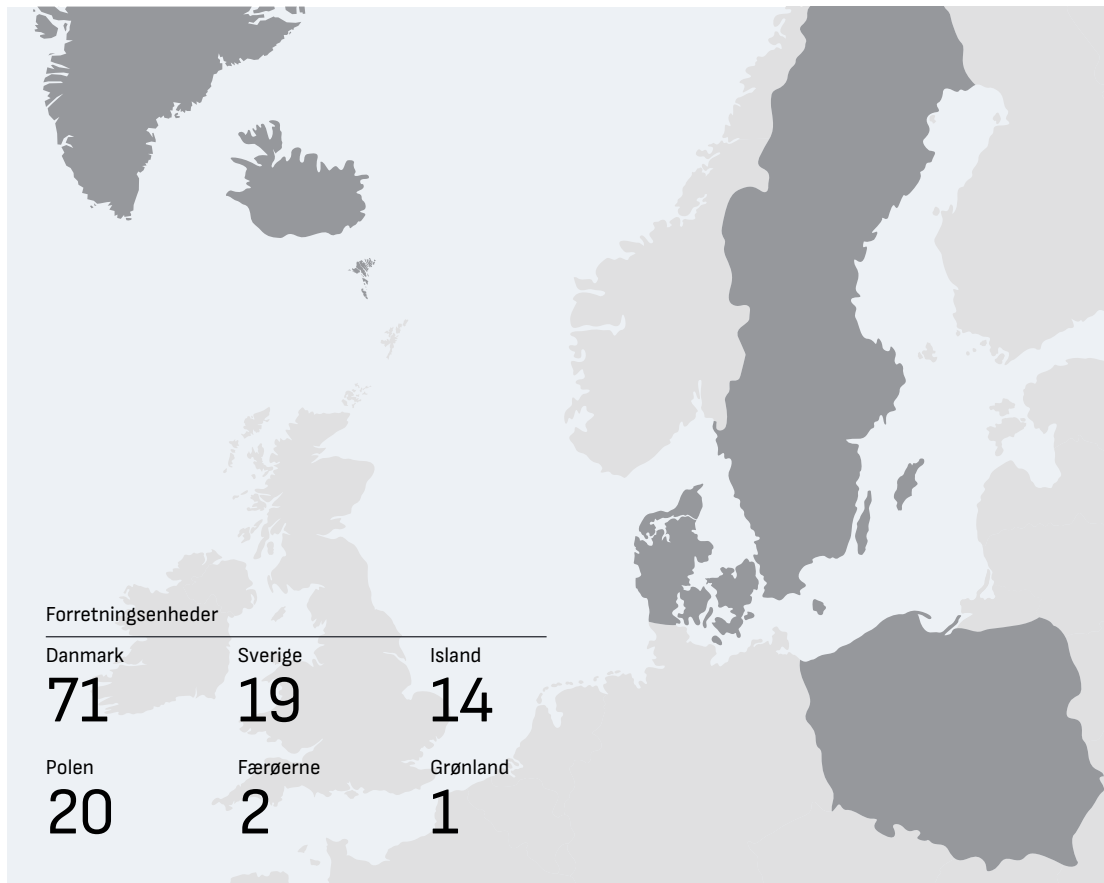 Forretningsenheder
Danmark Sverige Island
71 19 14
Polen Færøerne Grønland
20 2 1